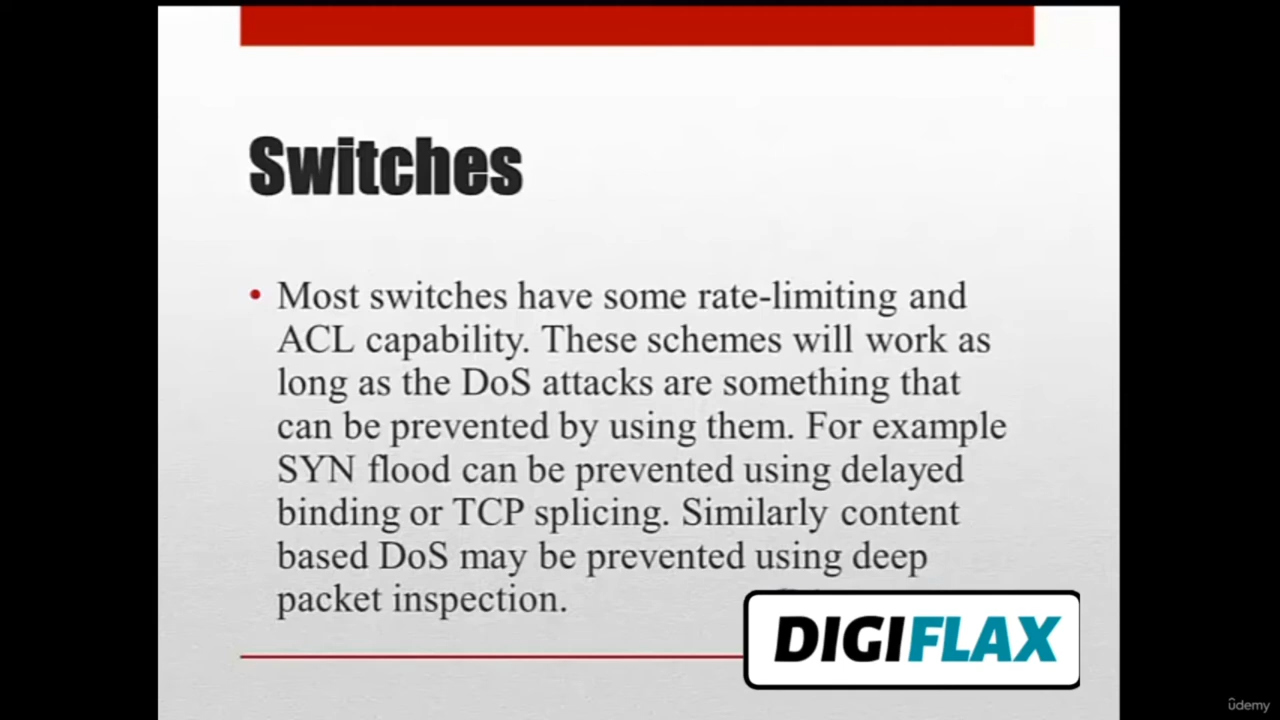 Switches
• Most switches have some rate-limiting and
ACL capability. These schemes will work as
long as the DoS attacks are something that
can be prevented by using them. For example
SYN flood can be prevented using delayed
binding or TCP splicing. Similarly content
based DoS may be prevented using deep
packet inspection.
DIGIFLAX
ûdemy